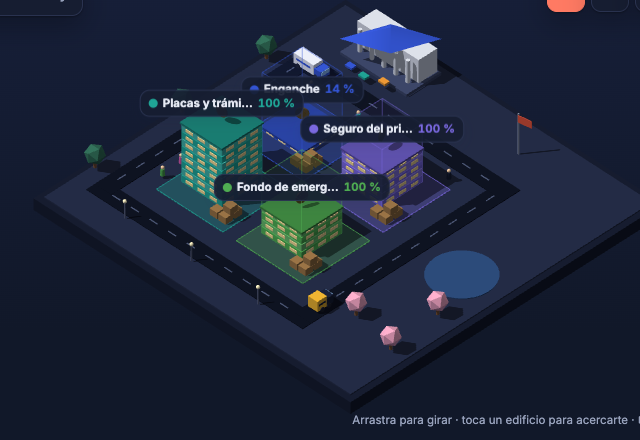 Enganche 14 %
Placas y trámi... 100 %
Seguro del pri... 100 %
Fondo de emerg... 100 %
Arrastra para girar · toca un edificio para acercarte ·